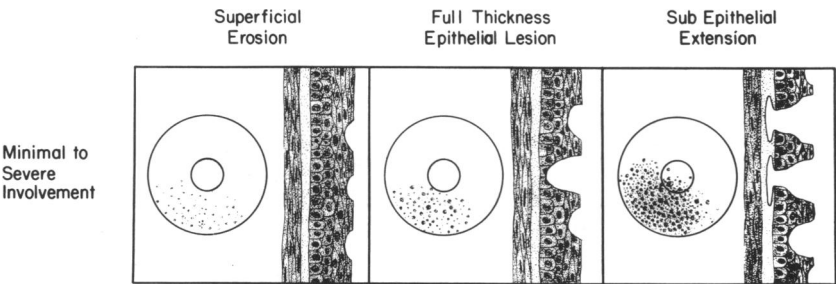 Superficial
Erosion
Full Thickness
Epithelial Lesion
Sub Epithelial
Extension
Minimal to
Severe
Involvement